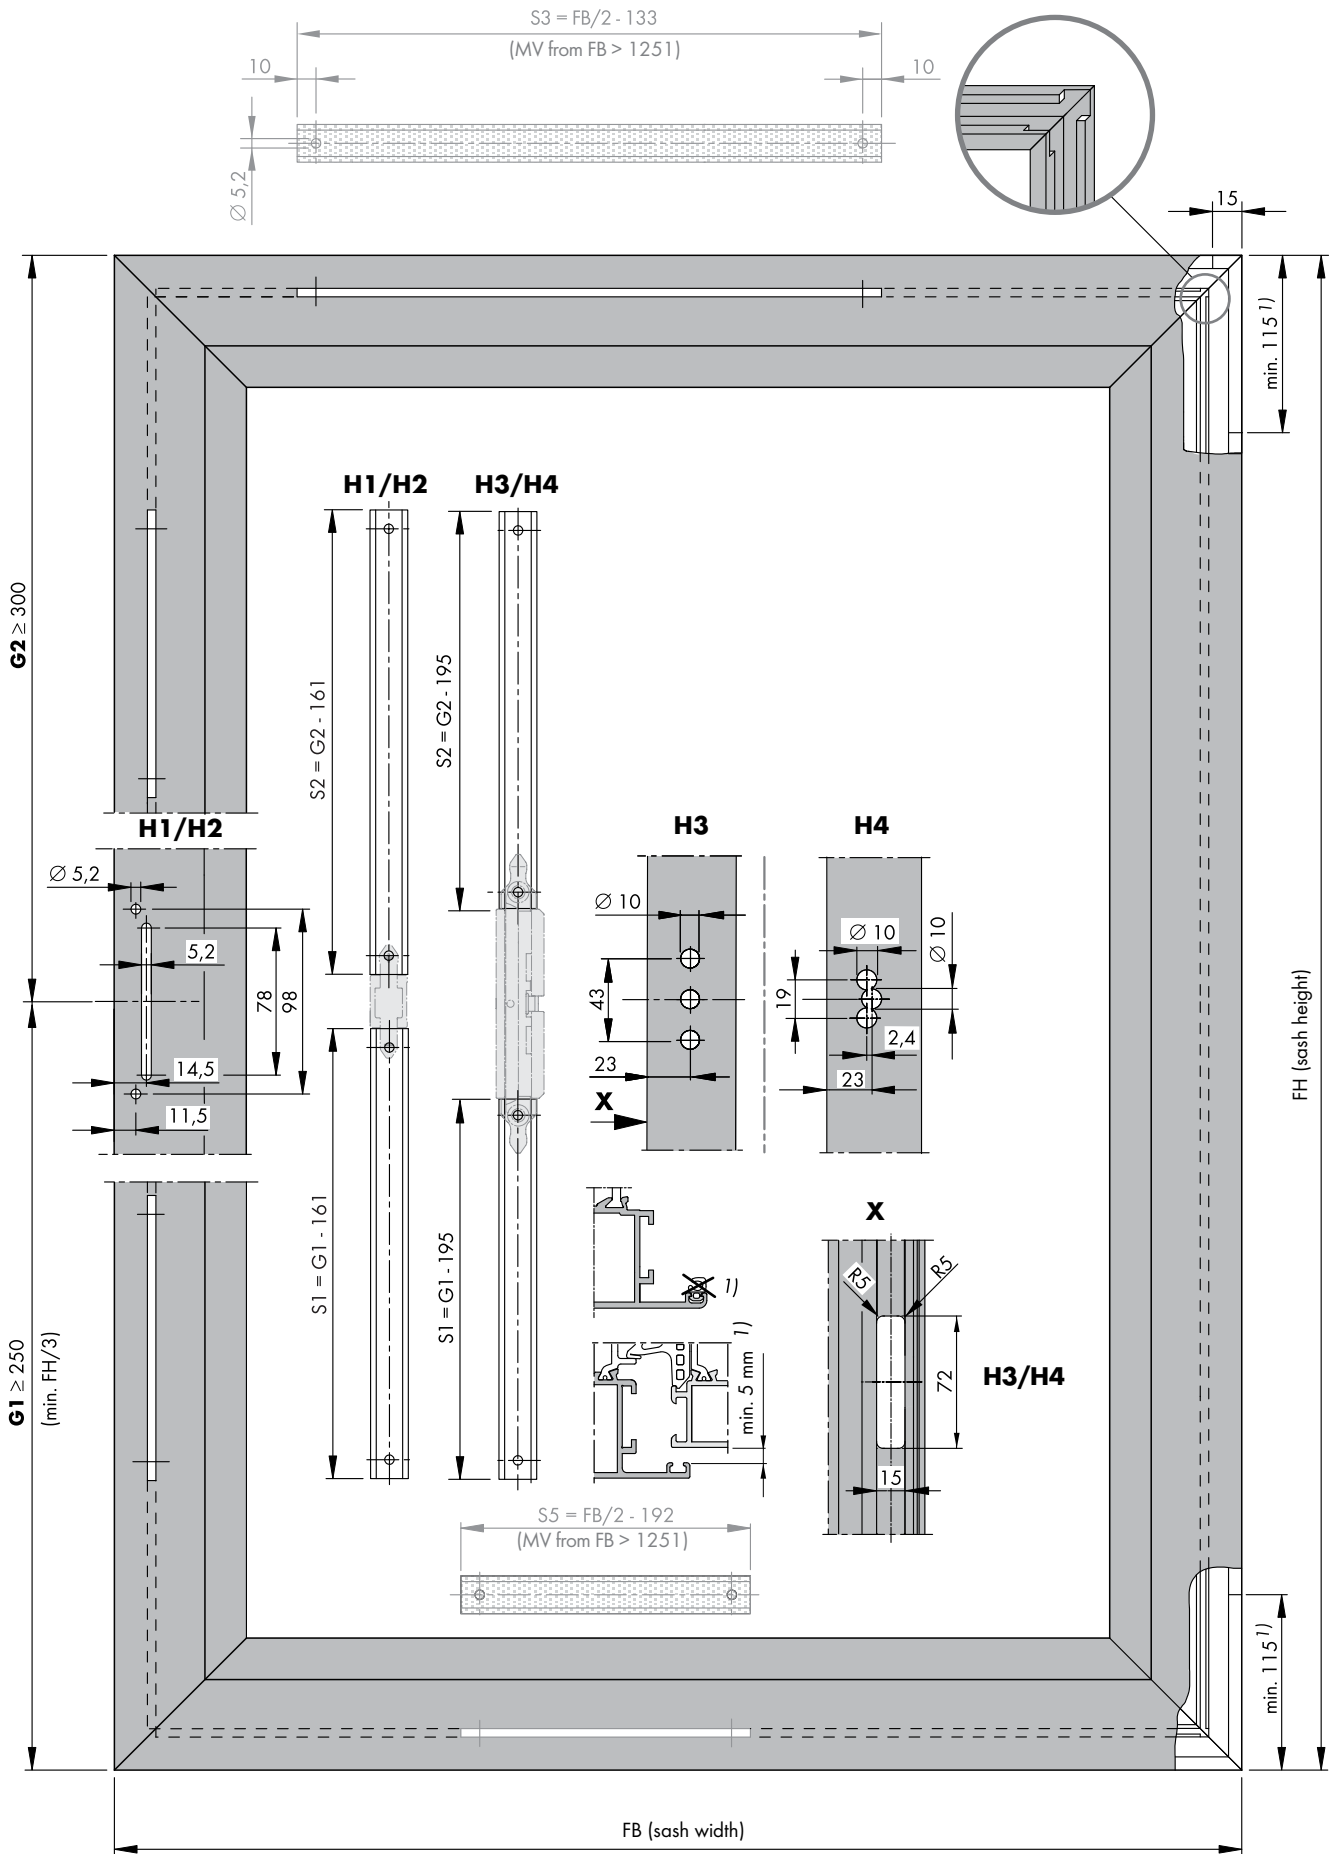 S3 = FB/2 - 133
(MV from FB > 1251)
10
10
Ø 5,2
15
min. 115 1)
H1/H2
H3/H4
G2 ≥ 300
S2 = G2 - 161
S2 = G2 - 195
H1/H2
H3
H4
Ø 5,2
5,2
78
98
14,5
11,5
Ø 10
43
23
X
Ø 10
Ø 10
19
2,4
23
FH (sash height)
S1 = G1 - 161
S1 = G1 - 195
G1 ≥ 250
(min. FH/3)
1)
min. 5 mm 1)
X
R5
R5
72
H3/H4
15
S5 = FB/2 - 192
(MV from FB > 1251)
min. 115 1)
FB (sash width)